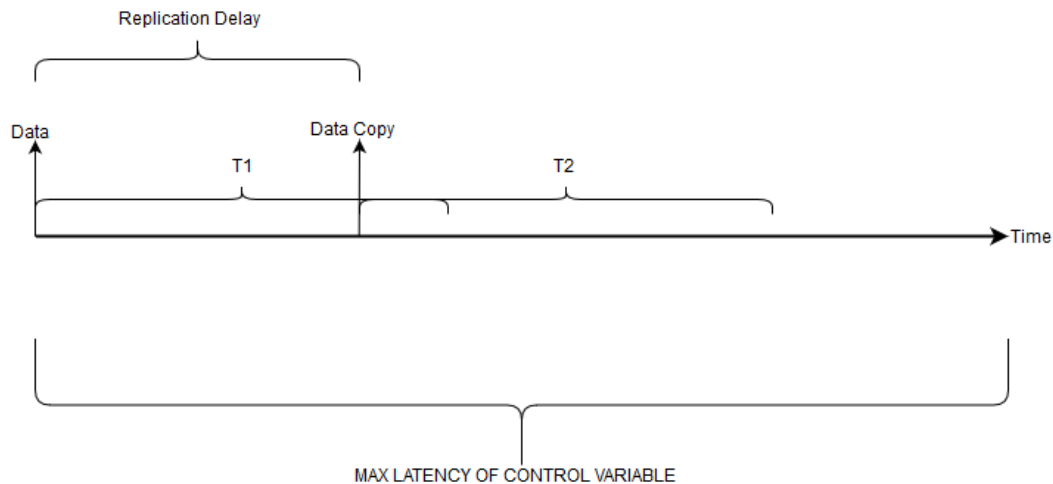 Replication Delay
Data
Data Copy
T1
T2
Time
MAX LATENCY OF CONTROL VARIABLE